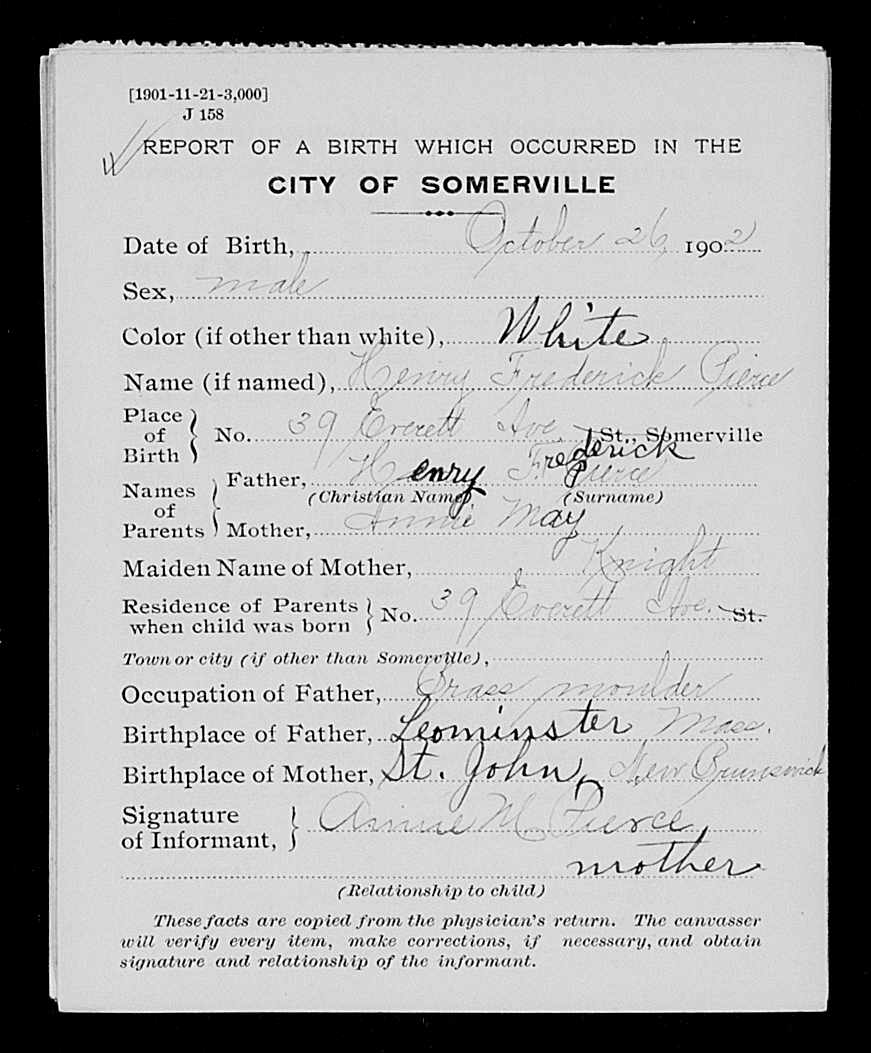 [1901-11-21-3,000]
J 158
REPORT OF A BIRTH WHICH OCCURRED IN THE
CITY OF SOMERVILLE
Date of Birth, October 26, 1902
Sex, male
Color (if other than white), White
Name (if named), Henry Frederick Pierce
Place of Birth } No. 39 Everett Ave. St., Somerville
Names of Parents { Father, Henry Frederick Pierce
(Christian Name) (Surname)
Mother, Annie May
Maiden Name of Mother, Knight
Residence of Parents when child was born } No. 39 Everett Ave. St.
Town or city (if other than Somerville),
Occupation of Father, Brass moulder
Birthplace of Father, Leominster Mass.
Birthplace of Mother, St. John, New Brunswick
Signature of Informant, } Annie M. Pierce,
mother
(Relationship to child)
These facts are copied from the physician's return. The canvasser
will verify every item, make corrections, if necessary, and obtain
signature and relationship of the informant.